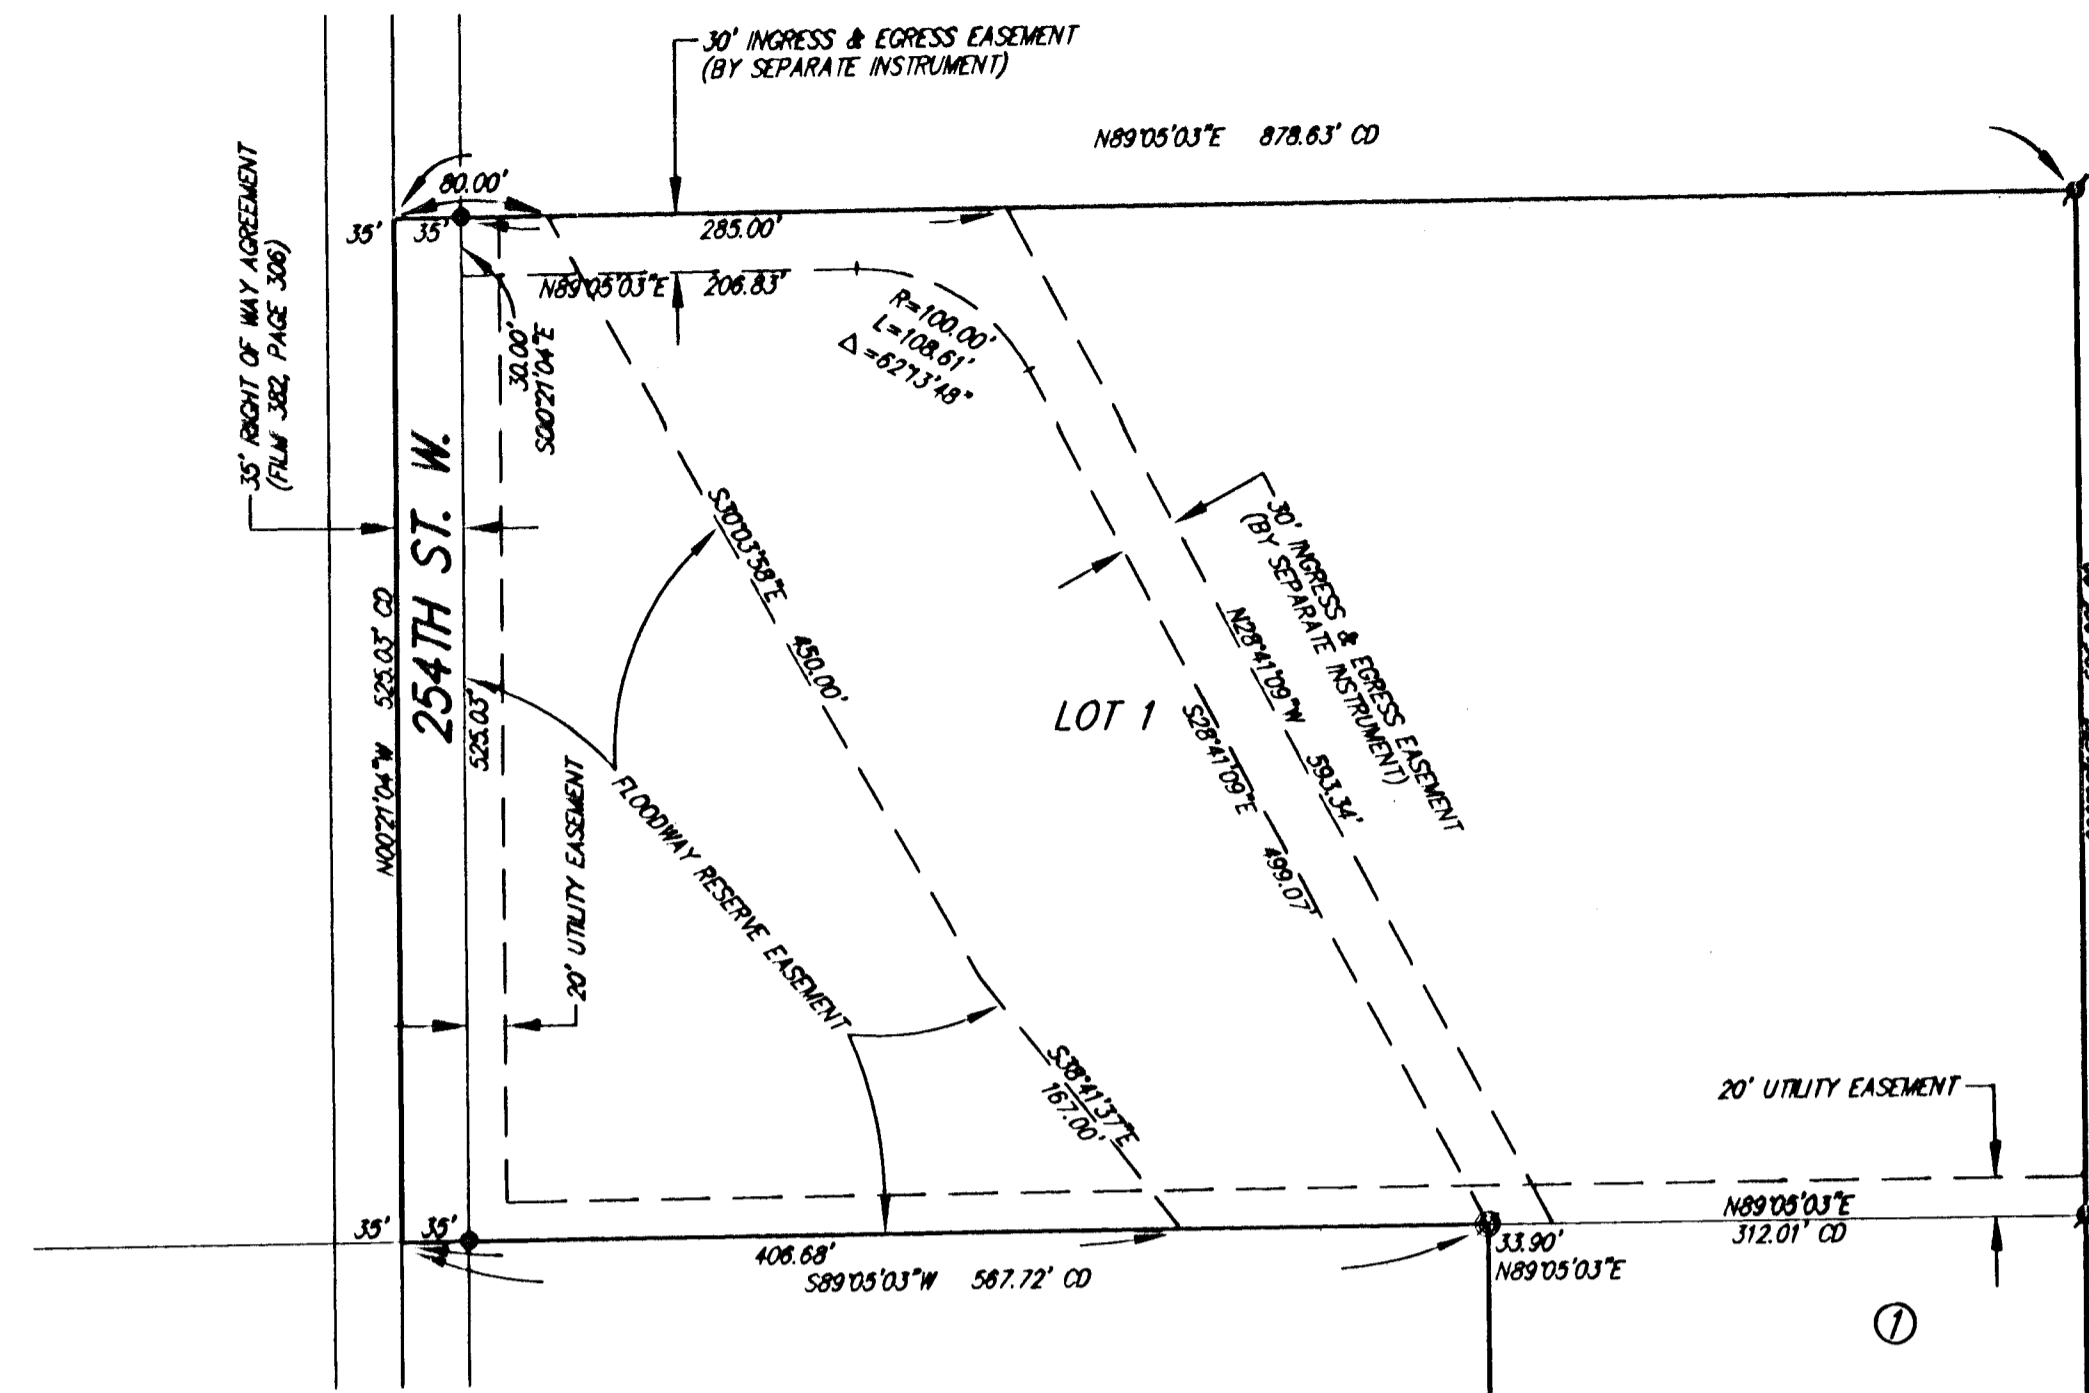 30' INGRESS & EGRESS EASEMENT
(BY SEPARATE INSTRUMENT)
N89°05'03"E 878.63' CD
80.00'
35'
35'
285.00'
N89°05'03"E 206.83'
35' RIGHT OF WAY AGREEMENT
(FILM 382, PAGE 306)
30.00'
S00°21'04"E
R=100.00'
L=108.61'
Δ=62°13'48"
254TH ST. W.
S30°03'58"E 450.00'
30' INGRESS & EGRESS EASEMENT
(BY SEPARATE INSTRUMENT)
N28°41'09"W 593.34'
N00°21'04"W 525.03' CD
525.03'
LOT 1
S28°41'09"E 499.07'
20' UTILITY EASEMENT
FLOODWAY RESERVE EASEMENT
S38°41'37"E
167.00'
20' UTILITY EASEMENT
N89°05'03"E
312.01' CD
35'
35'
406.68'
S89°05'03"W 567.72' CD
33.90'
N89°05'03"E
1